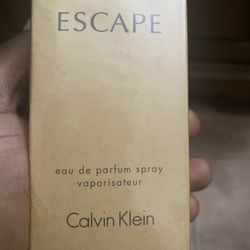 ESCAPE
eau de parfum spray
vaporisateur
Calvin Klein